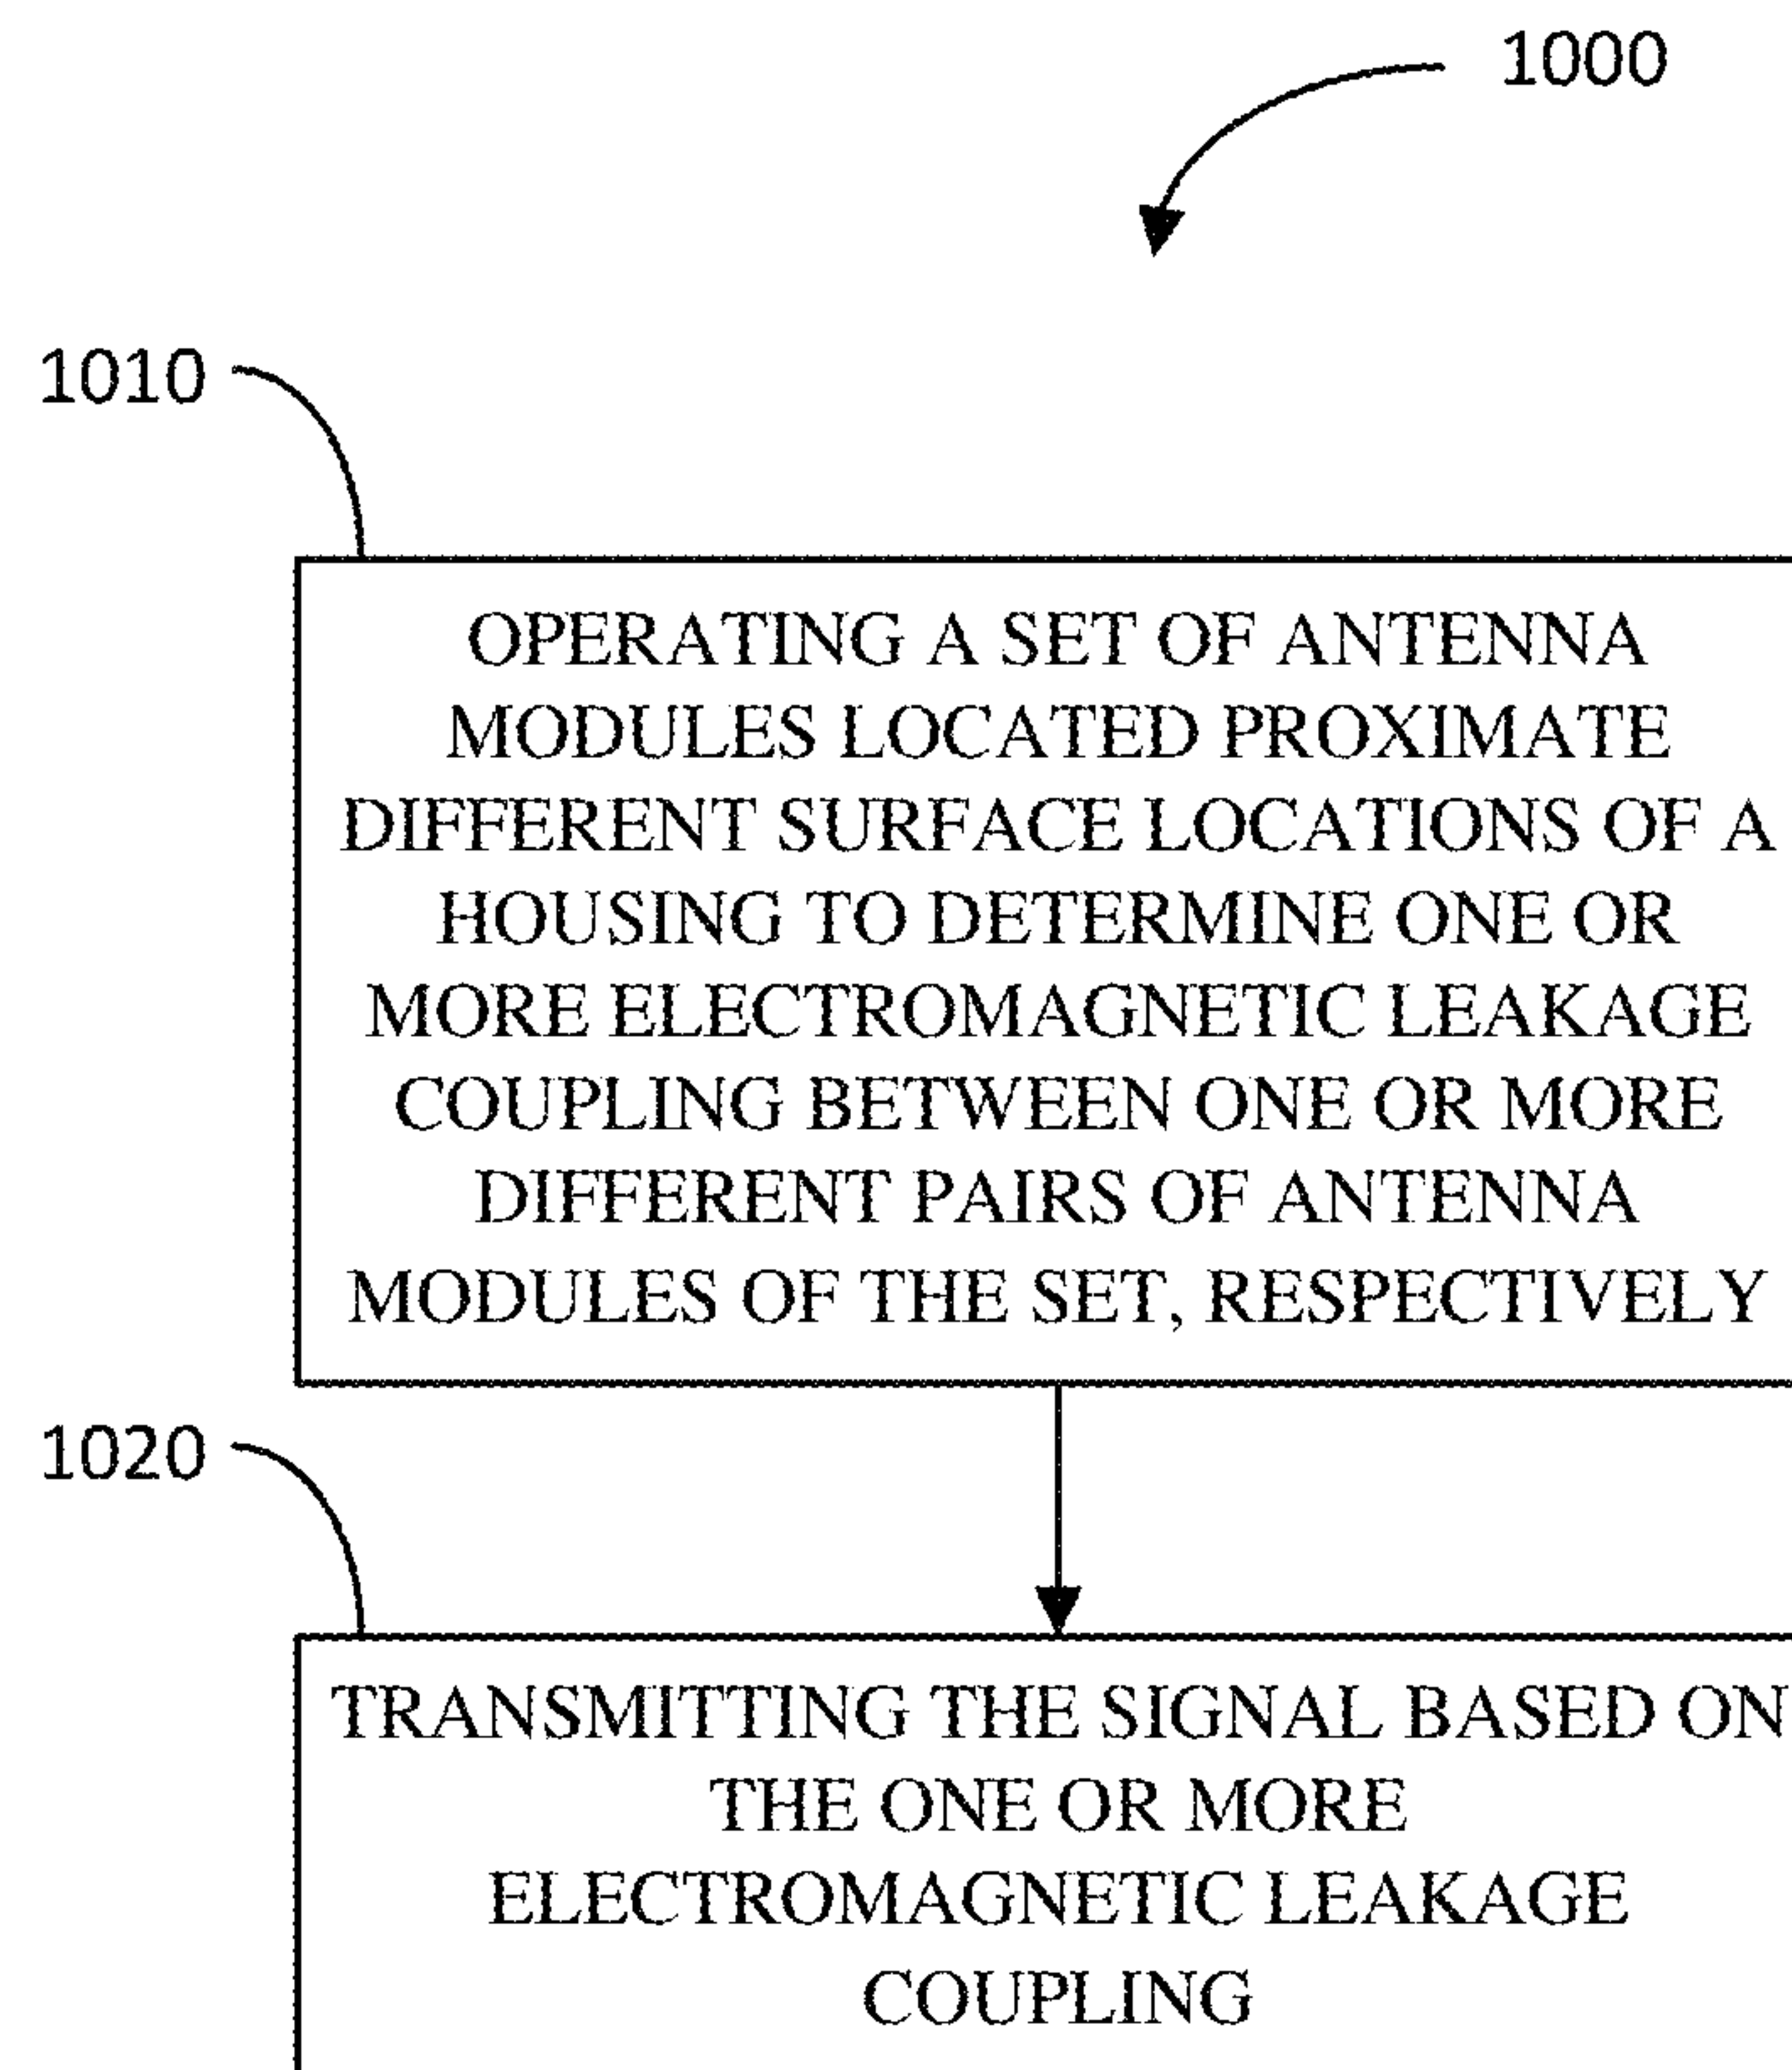 1000
1010
OPERATING A SET OF ANTENNA
MODULES LOCATED PROXIMATE
DIFFERENT SURFACE LOCATIONS OF A
HOUSING TO DETERMINE ONE OR
MORE ELECTROMAGNETIC LEAKAGE
COUPLING BETWEEN ONE OR MORE
DIFFERENT PAIRS OF ANTENNA
MODULES OF THE SET, RESPECTIVELY
1020
TRANSMITTING THE SIGNAL BASED ON
THE ONE OR MORE
ELECTROMAGNETIC LEAKAGE
COUPLING